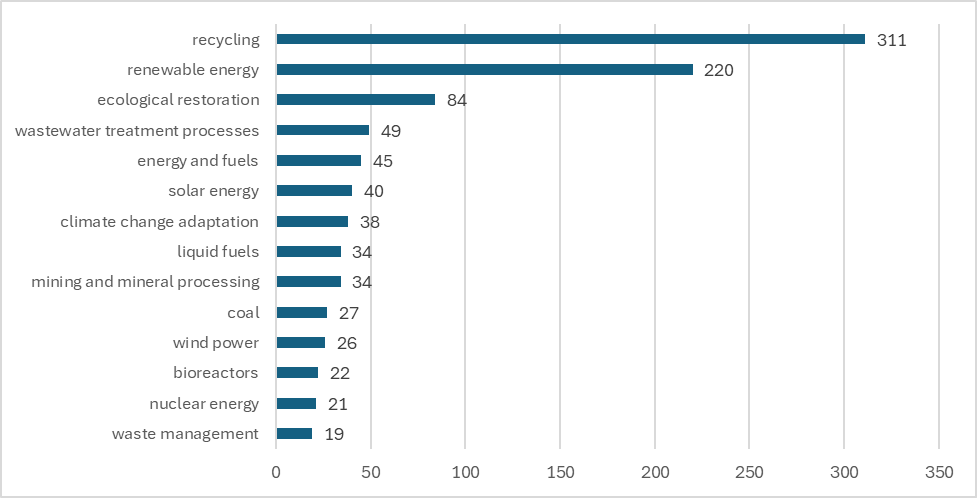 recycling 311
renewable energy 220
ecological restoration 84
wastewater treatment processes 49
energy and fuels 45
solar energy 40
climate change adaptation 38
liquid fuels 34
mining and mineral processing 34
coal 27
wind power 26
bioreactors 22
nuclear energy 21
waste management 19
0 50 100 150 200 250 300 350